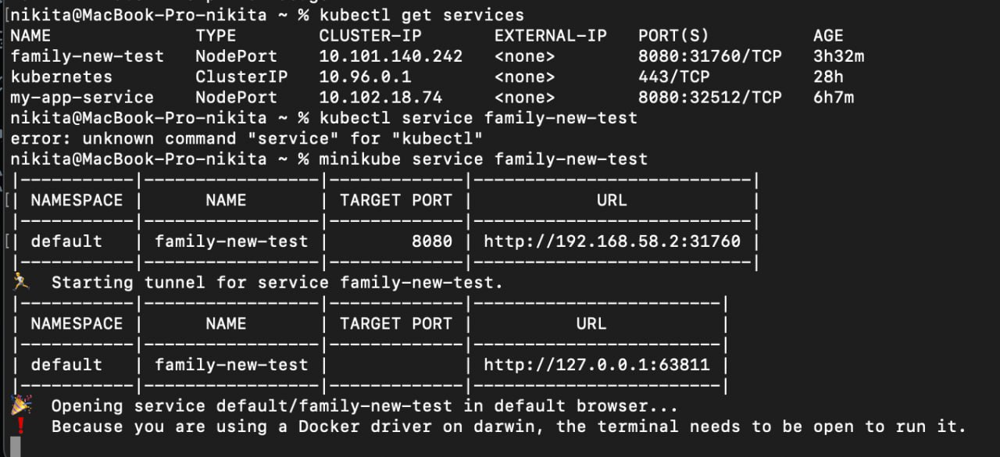 nikita@MacBook-Pro-nikita ~ % kubectl get services
NAME TYPE CLUSTER-IP EXTERNAL-IP PORT(S) AGE
family-new-test NodePort 10.101.140.242 <none> 8080:31760/TCP 3h32m
kubernetes ClusterIP 10.96.0.1 <none> 443/TCP 28h
my-app-service NodePort 10.102.18.74 <none> 8080:32512/TCP 6h7m
nikita@MacBook-Pro-nikita ~ % kubectl service family-new-test
error: unknown command "service" for "kubectl"
nikita@MacBook-Pro-nikita ~ % minikube service family-new-test
|-----------|-----------------|-------------|---------------------------|
| NAMESPACE | NAME | TARGET PORT | URL |
|-----------|-----------------|-------------|---------------------------|
| default | family-new-test | 8080 | http://192.168.58.2:31760 |
|-----------|-----------------|-------------|---------------------------|
🏃 Starting tunnel for service family-new-test.
|-----------|-----------------|-------------|------------------------|
| NAMESPACE | NAME | TARGET PORT | URL |
|-----------|-----------------|-------------|------------------------|
| default | family-new-test | | http://127.0.0.1:63811 |
|-----------|-----------------|-------------|------------------------|
🎉 Opening service default/family-new-test in default browser...
❗ Because you are using a Docker driver on darwin, the terminal needs to be open to run it.